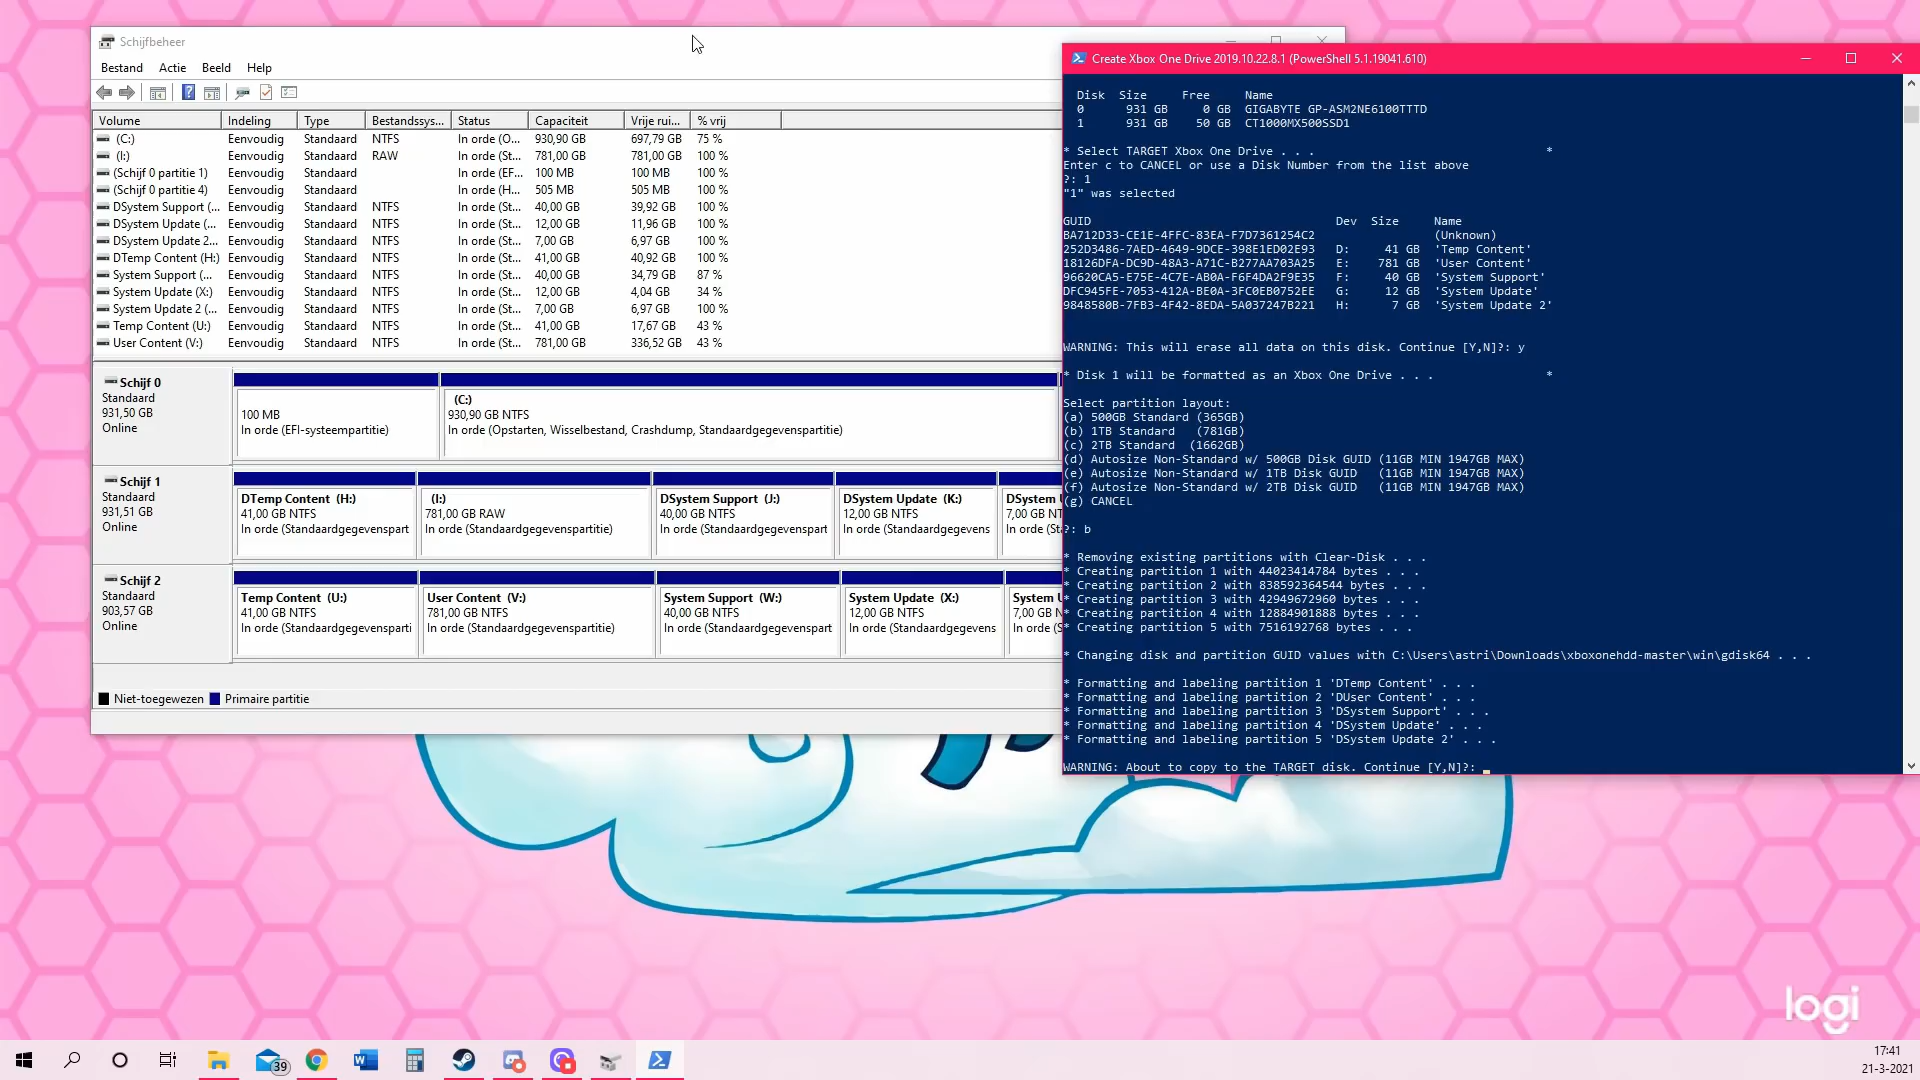 Schijfbeheer
Bestand Actie Beeld Help
Volume Indeling Type Bestandssys... Status Capaciteit Vrije rui... % vrij
(C:) Eenvoudig Standaard NTFS In orde (O... 930,90 GB 697,79 GB 75 %
(I:) Eenvoudig Standaard RAW In orde (St... 781,00 GB 781,00 GB 100 %
(Schijf 0 partitie 1) Eenvoudig Standaard In orde (EF... 100 MB 100 MB 100 %
(Schijf 0 partitie 4) Eenvoudig Standaard In orde (H... 505 MB 505 MB 100 %
DSystem Support (... Eenvoudig Standaard NTFS In orde (St... 40,00 GB 39,92 GB 100 %
DSystem Update (... Eenvoudig Standaard NTFS In orde (St... 12,00 GB 11,96 GB 100 %
DSystem Update 2... Eenvoudig Standaard NTFS In orde (St... 7,00 GB 6,97 GB 100 %
DTemp Content (H:) Eenvoudig Standaard NTFS In orde (St... 41,00 GB 40,92 GB 100 %
System Support (... Eenvoudig Standaard NTFS In orde (St... 40,00 GB 34,79 GB 87 %
System Update (X:) Eenvoudig Standaard NTFS In orde (St... 12,00 GB 4,04 GB 34 %
System Update 2 (... Eenvoudig Standaard NTFS In orde (St... 7,00 GB 6,97 GB 100 %
Temp Content (U:) Eenvoudig Standaard NTFS In orde (St... 41,00 GB 17,67 GB 43 %
User Content (V:) Eenvoudig Standaard NTFS In orde (St... 781,00 GB 336,52 GB 43 %
Schijf 0
Standaard
931,50 GB
Online
100 MB
In orde (EFI-systeempartitie)
(C:)
930,90 GB NTFS
In orde (Opstarten, Wisselbestand, Crashdump, Standaardgegevenspartitie)
Schijf 1
Standaard
931,51 GB
Online
DTemp Content (H:)
41,00 GB NTFS
In orde (Standaardgegevenspart
(I:)
781,00 GB RAW
In orde (Standaardgegevenspartitie)
DSystem Support (J:)
40,00 GB NTFS
In orde (Standaardgegevenspart
DSystem Update (K:)
12,00 GB NTFS
In orde (Standaardgegevens
DSystem U
7,00 GB NT
In orde (Sta
Schijf 2
Standaard
903,57 GB
Online
Temp Content (U:)
41,00 GB NTFS
In orde (Standaardgegevensparti
User Content (V:)
781,00 GB NTFS
In orde (Standaardgegevenspartitie)
System Support (W:)
40,00 GB NTFS
In orde (Standaardgegevenspart
System Update (X:)
12,00 GB NTFS
In orde (Standaardgegevens
System U
7,00 GB NT
In orde (S
Niet-toegewezen Primaire partitie
Create Xbox One Drive 2019.10.22.8.1 (PowerShell 5.1.19041.610)
Disk Size Free Name
0 931 GB 0 GB GIGABYTE GP-ASM2NE6100TTTD
1 931 GB 50 GB CT1000MX500SSD1
* Select TARGET Xbox One Drive . . . *
Enter c to CANCEL or use a Disk Number from the list above
?: 1
"1" was selected
GUID Dev Size Name
BA712D33-CE1E-4FFC-83EA-F7D7361254C2 (Unknown)
252D3486-7AED-4649-9DCE-398E1ED02E93 D: 41 GB 'Temp Content'
18126DFA-DC9D-48A3-A71C-B277AA703A25 E: 781 GB 'User Content'
96620CA5-E75E-4C7E-AB0A-F6F4DA2F9E35 F: 40 GB 'System Support'
DFC945FE-7053-412A-BE0A-3FC0EB0752EE G: 12 GB 'System Update'
9848580B-7FB3-4F42-8EDA-5A037247B221 H: 7 GB 'System Update 2'
WARNING: This will erase all data on this disk. Continue [Y,N]?: y
* Disk 1 will be formatted as an Xbox One Drive . . . *
Select partition layout:
(a) 500GB Standard (365GB)
(b) 1TB Standard (781GB)
(c) 2TB Standard (1662GB)
(d) Autosize Non-Standard w/ 500GB Disk GUID (11GB MIN 1947GB MAX)
(e) Autosize Non-Standard w/ 1TB Disk GUID (11GB MIN 1947GB MAX)
(f) Autosize Non-Standard w/ 2TB Disk GUID (11GB MIN 1947GB MAX)
(g) CANCEL
?: b
* Removing existing partitions with Clear-Disk . . .
* Creating partition 1 with 44023414784 bytes . . .
* Creating partition 2 with 838592364544 bytes . . .
* Creating partition 3 with 42949672960 bytes . . .
* Creating partition 4 with 12884901888 bytes . . .
* Creating partition 5 with 7516192768 bytes . . .
* Changing disk and partition GUID values with C:\Users\astri\Downloads\xboxonehdd-master\win\gdisk64 . . .
* Formatting and labeling partition 1 'DTemp Content' . . .
* Formatting and labeling partition 2 'DUser Content' . . .
* Formatting and labeling partition 3 'DSystem Support' . . .
* Formatting and labeling partition 4 'DSystem Update' . . .
* Formatting and labeling partition 5 'DSystem Update 2' . . .
WARNING: About to copy to the TARGET disk. Continue [Y,N]?:
logi
39
17:41
21-3-2021